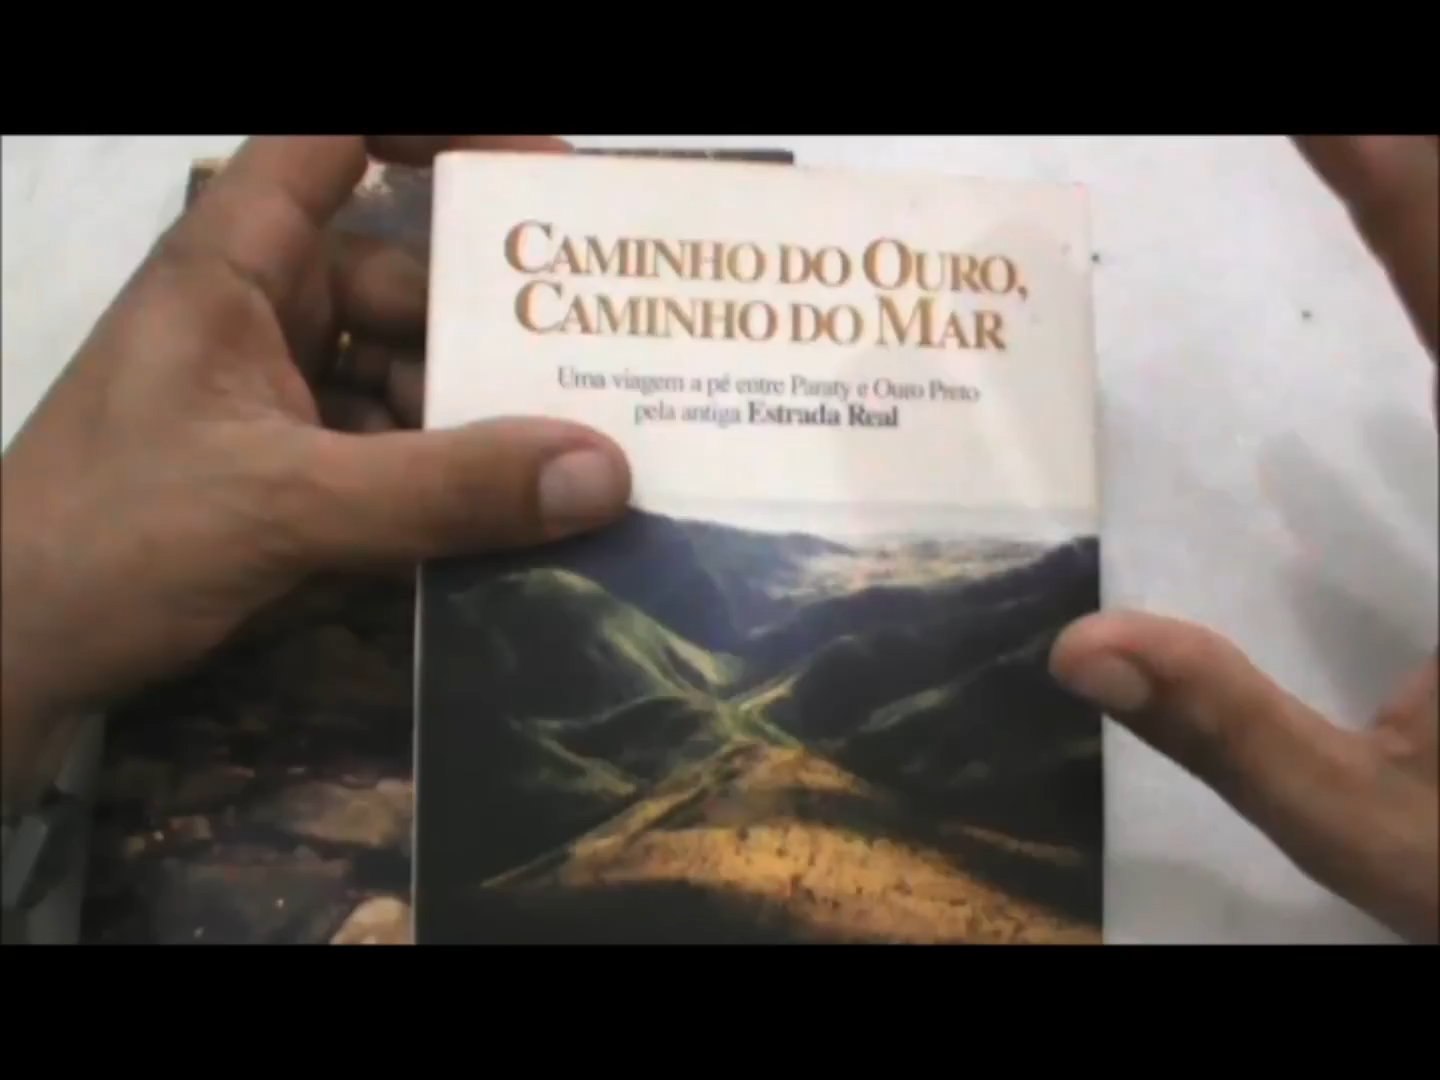 CAMINHO DO OURO,
CAMINHO DO MAR
Uma viagem a pé entre Paraty e Ouro Preto
pela antiga Estrada Real